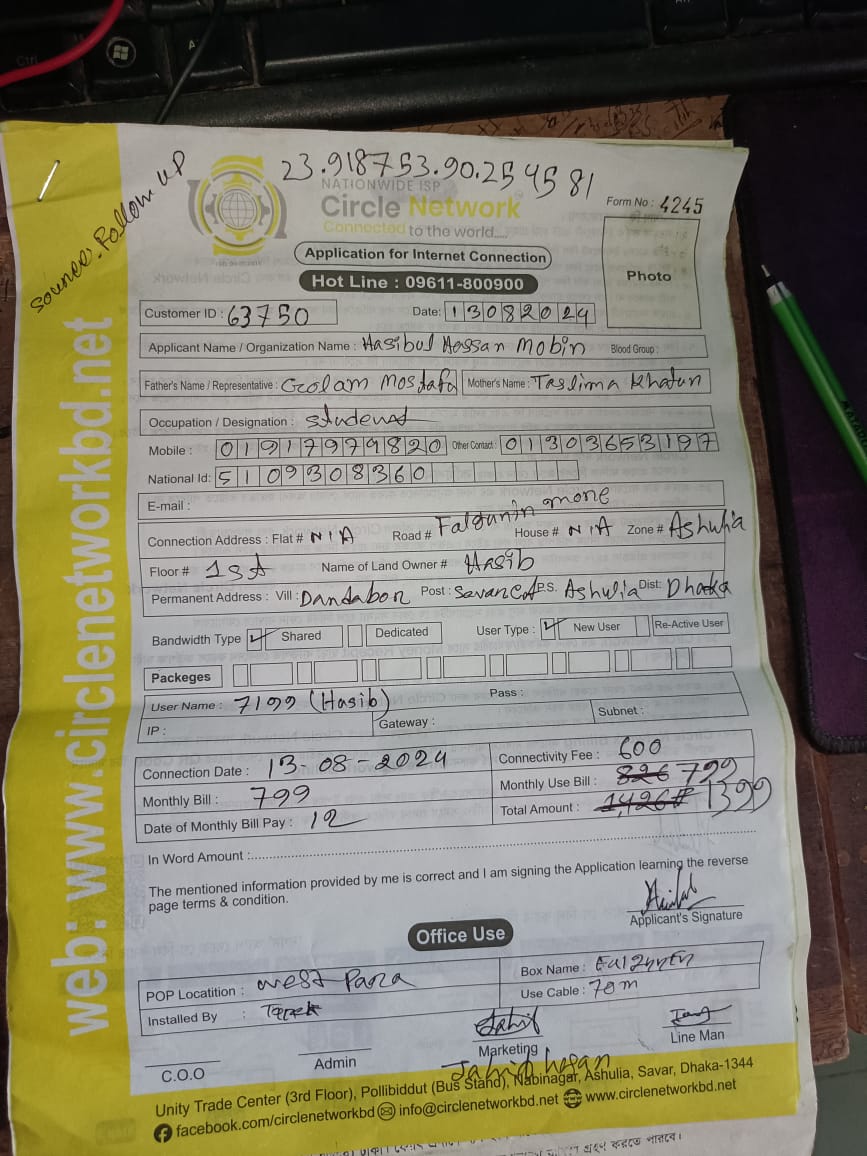 23.918753.90.254581
Source: Follow up
NATIONWIDE ISP
Circle Network
Connected to the world....
Form No : 4245
Application for Internet Connection
Hot Line : 09611-800900
Photo
Customer ID : 63750 Date: 13082024
Applicant Name / Organization Name : Hasibul Hossan Mobin Blood Group :
Father's Name / Representative : Golam Mostafa Mother's Name : Taslima Khatun
Occupation / Designation : Student
Mobile : 01917979820 Other Contact : 01303653197
National Id: 5109308360
E-mail :
Connection Address : Flat # N/A Road # House # N/A Zone # Ashulia
Floor # 1st Name of Land Owner # Hasib
Permanent Address : Vill : Dandabon Post : P.S. Ashulia Dist: Dhaka
Bandwidth Type Shared Dedicated User Type : New User Re-Active User
Packeges
User Name : 7199 (Hasib) Pass :
IP : Gateway : Subnet :
Connection Date : 13-08-2024 Connectivity Fee : 600
Monthly Bill : 799 Monthly Use Bill : 826 799
Date of Monthly Bill Pay : 12 Total Amount : 1,426 1399
In Word Amount :
The mentioned information provided by me is correct and I am signing the Application learning the reverse
page terms & condition.
Applicant's Signature
Office Use
POP Locatition : West Para Box Name :
Installed By : Tarek Use Cable : 70m
C.O.O Admin Marketing Line Man
Unity Trade Center (3rd Floor), Pollibiddut (Bus Stand), Nabinagar, Ashulia, Savar, Dhaka-1344
facebook.com/circlenetworkbd info@circlenetworkbd.net www.circlenetworkbd.net
web: www.circlenetworkbd.net
Ctrl
A